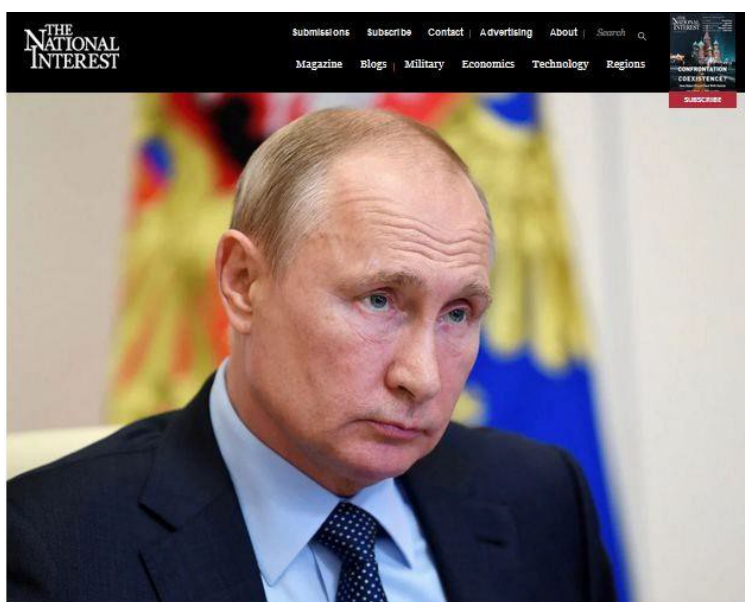 THE
NATIONAL
INTEREST
Submissions Subscribe Contact | Advertising About | Search
Magazine Blogs | Military Economics Technology Regions
THE
NATIONAL
INTEREST
CONFRONTATION
COEXISTENCE?
SUBSCRIBE